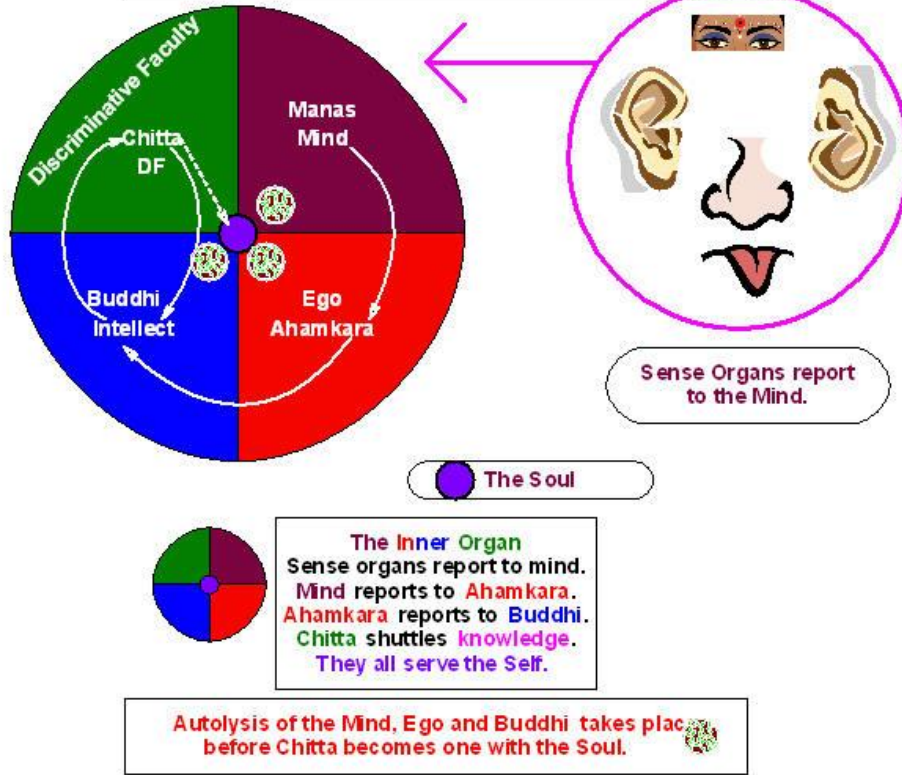 Discriminative Faculty
Chitta
DF
Manas
Mind
Buddhi
Intellect
Ego
Ahamkara
Sense Organs report
to the Mind.
The Soul
The Inner Organ
Sense organs report to mind.
Mind reports to Ahamkara.
Ahamkara reports to Buddhi.
Chitta shuttles knowledge.
They all serve the Self.
Autolysis of the Mind, Ego and Buddhi takes plac
before Chitta becomes one with the Soul.